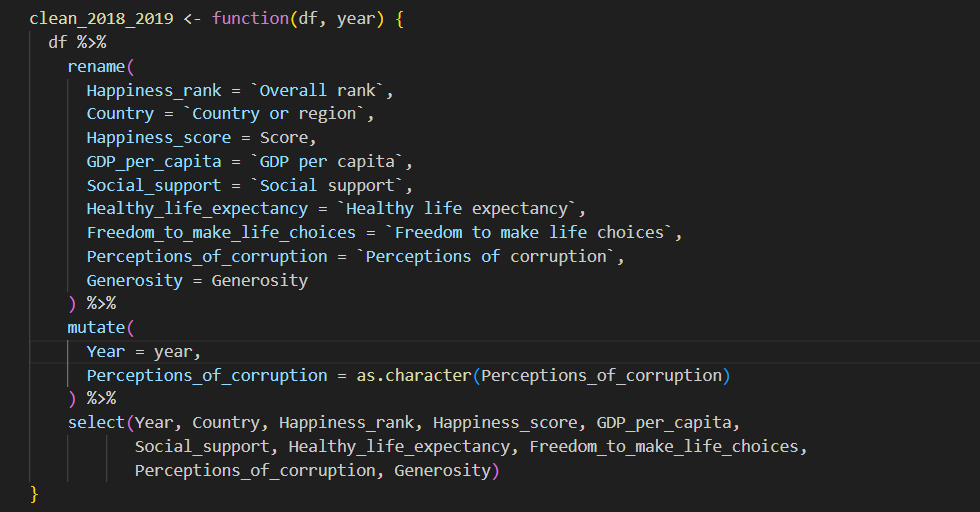 clean_2018_2019 <- function(df, year) {
  df %>%
    rename(
      Happiness_rank = `Overall rank`,
      Country = `Country or region`,
      Happiness_score = Score,
      GDP_per_capita = `GDP per capita`,
      Social_support = `Social support`,
      Healthy_life_expectancy = `Healthy life expectancy`,
      Freedom_to_make_life_choices = `Freedom to make life choices`,
      Perceptions_of_corruption = `Perceptions of corruption`,
      Generosity = Generosity
    ) %>%
    mutate(
      Year = year,
      Perceptions_of_corruption = as.character(Perceptions_of_corruption)
    ) %>%
    select(Year, Country, Happiness_rank, Happiness_score, GDP_per_capita,
           Social_support, Healthy_life_expectancy, Freedom_to_make_life_choices,
           Perceptions_of_corruption, Generosity)
}